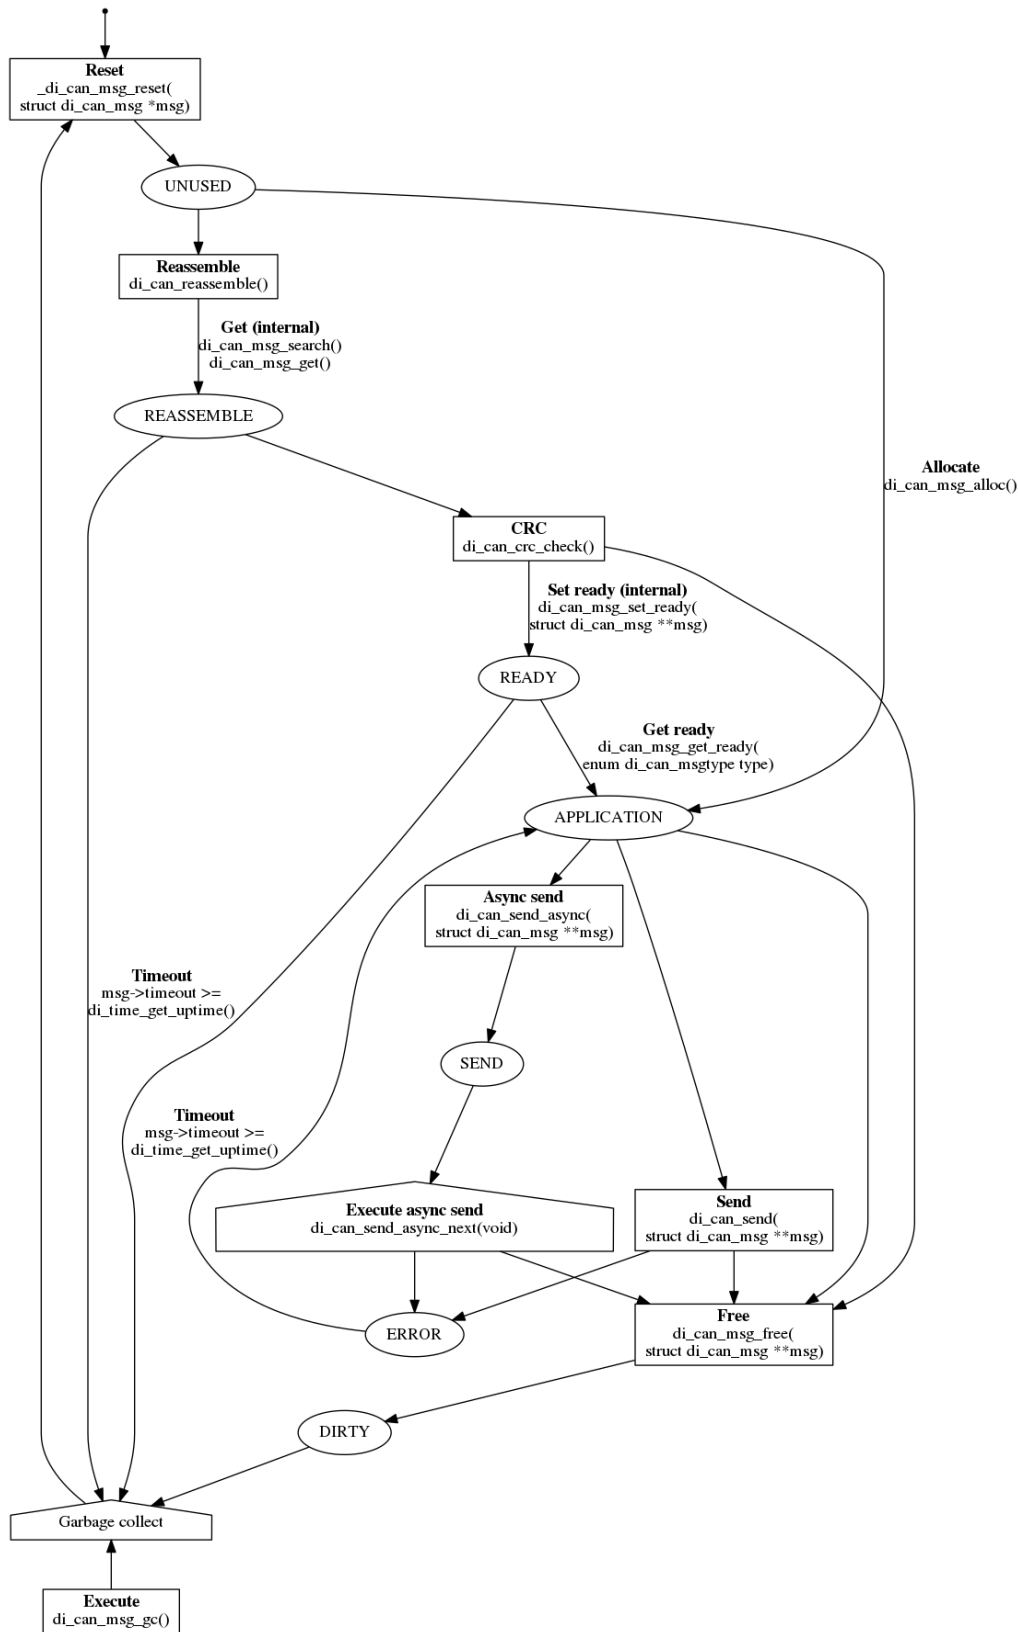 Reset
_di_can_msg_reset(
struct di_can_msg *msg)
UNUSED
Reassemble
di_can_reassemble()
Get (internal)
di_can_msg_search()
di_can_msg_get()
REASSEMBLE
Allocate
di_can_msg_alloc()
CRC
di_can_crc_check()
Set ready (internal)
di_can_msg_set_ready(
struct di_can_msg **msg)
READY
Get ready
di_can_msg_get_ready(
enum di_can_msgtype type)
APPLICATION
Async send
di_can_send_async(
struct di_can_msg **msg)
Timeout
msg->timeout >=
di_time_get_uptime()
SEND
Timeout
msg->timeout >=
di_time_get_uptime()
Execute async send
di_can_send_async_next(void)
Send
di_can_send(
struct di_can_msg **msg)
ERROR
Free
di_can_msg_free(
struct di_can_msg **msg)
DIRTY
Garbage collect
Execute
di_can_msg_gc()